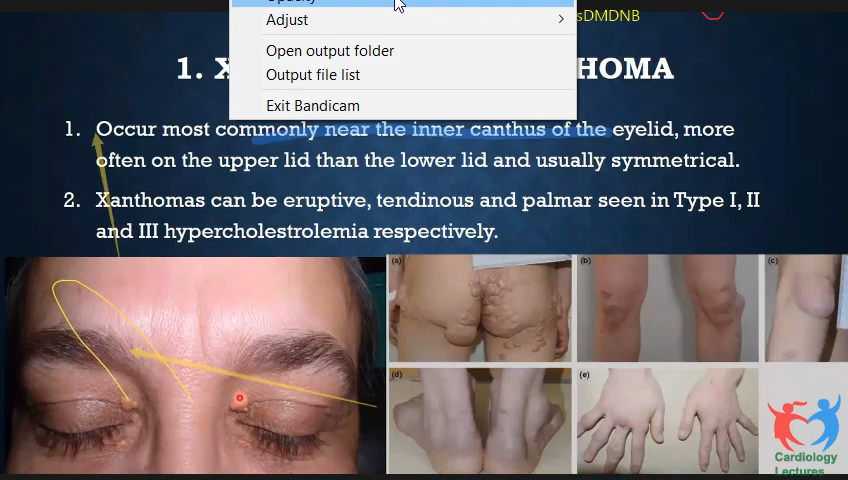 sDMDNB
Adjust
Open output folder
Output file list
Exit Bandicam
1. X
HOMA
1. Occur most commonly near the inner canthus of the eyelid, more
often on the upper lid than the lower lid and usually symmetrical.
2. Xanthomas can be eruptive, tendinous and palmar seen in Type I, II
and III hypercholestrolemia respectively.
(a)
(b)
(c)
(d)
(e)
Cardiology
Lectures